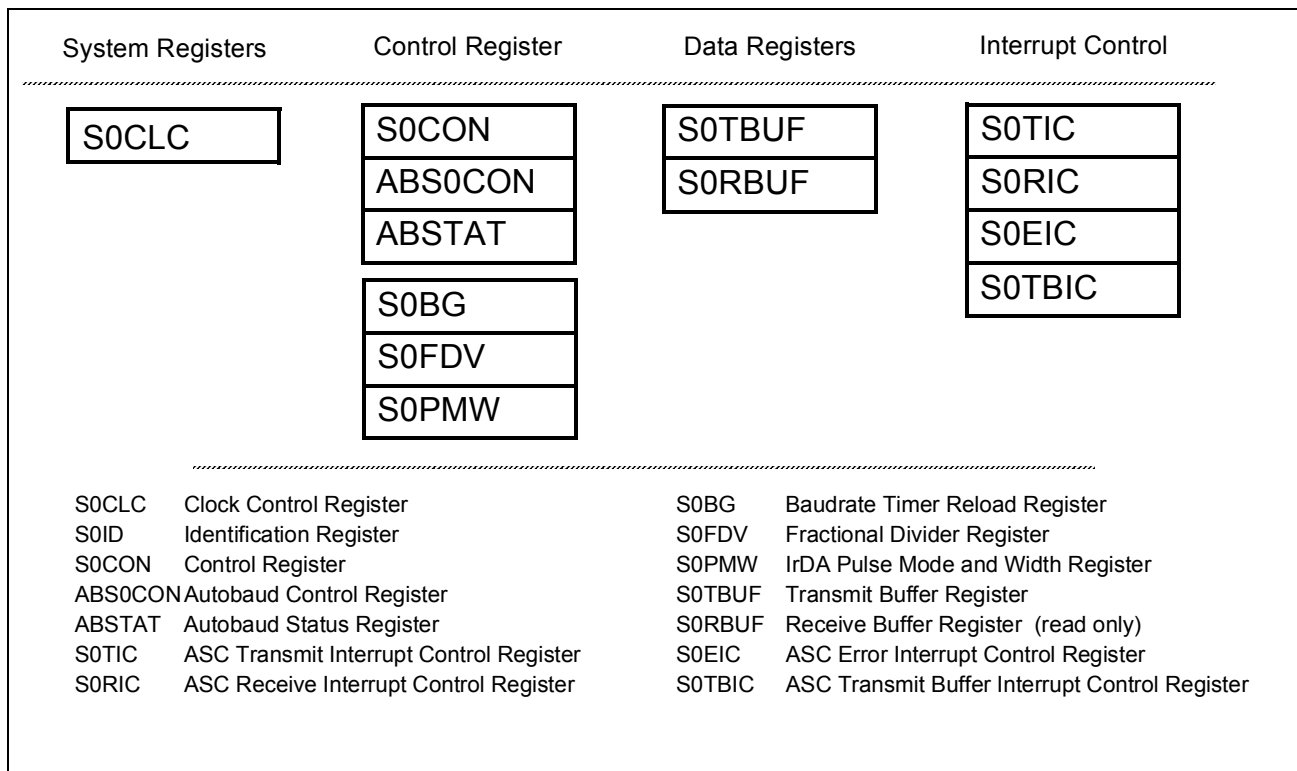 System Registers
Control Register
Data Registers
Interrupt Control
S0CLC
S0CON
ABS0CON
ABSTAT
S0BG
S0FDV
S0PMW
S0TBUF
S0RBUF
S0TIC
S0RIC
S0EIC
S0TBIC
S0CLC Clock Control Register
S0ID Identification Register
S0CON Control Register
ABS0CON Autobaud Control Register
ABSTAT Autobaud Status Register
S0TIC ASC Transmit Interrupt Control Register
S0RIC ASC Receive Interrupt Control Register
S0BG Baudrate Timer Reload Register
S0FDV Fractional Divider Register
S0PMW IrDA Pulse Mode and Width Register
S0TBUF Transmit Buffer Register
S0RBUF Receive Buffer Register (read only)
S0EIC ASC Error Interrupt Control Register
S0TBIC ASC Transmit Buffer Interrupt Control Register